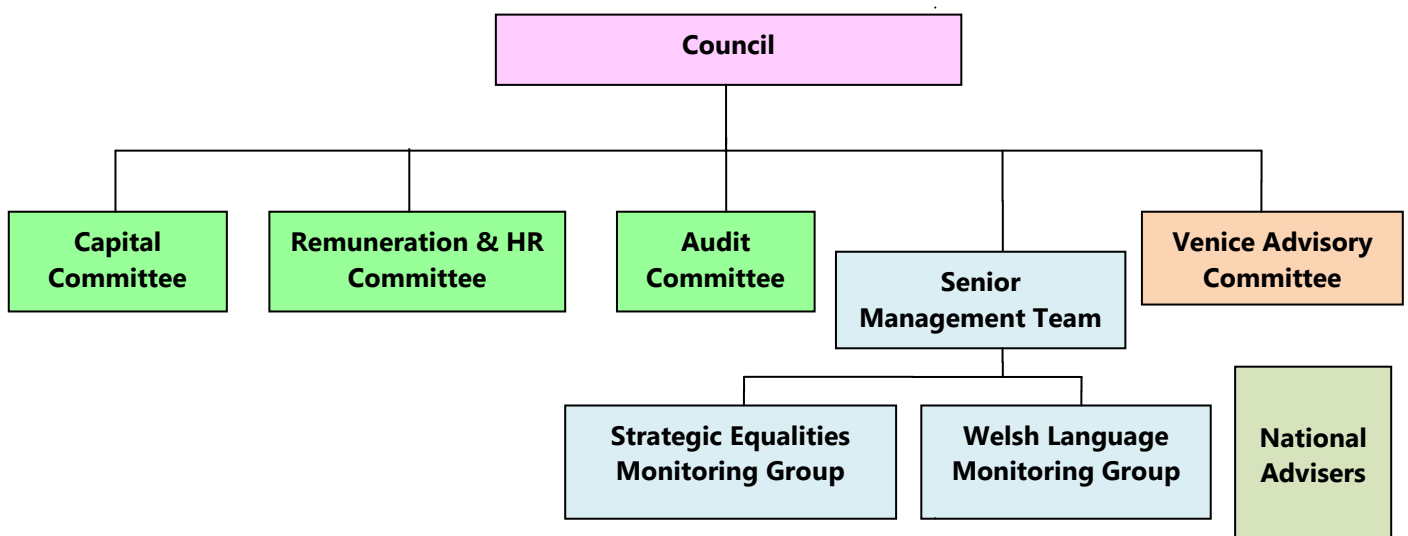 Council
Capital
Committee
Remuneration & HR
Committee
Audit
Committee
Senior
Management Team
Venice Advisory
Committee
Strategic Equalities
Monitoring Group
Welsh Language
Monitoring Group
National
Advisers